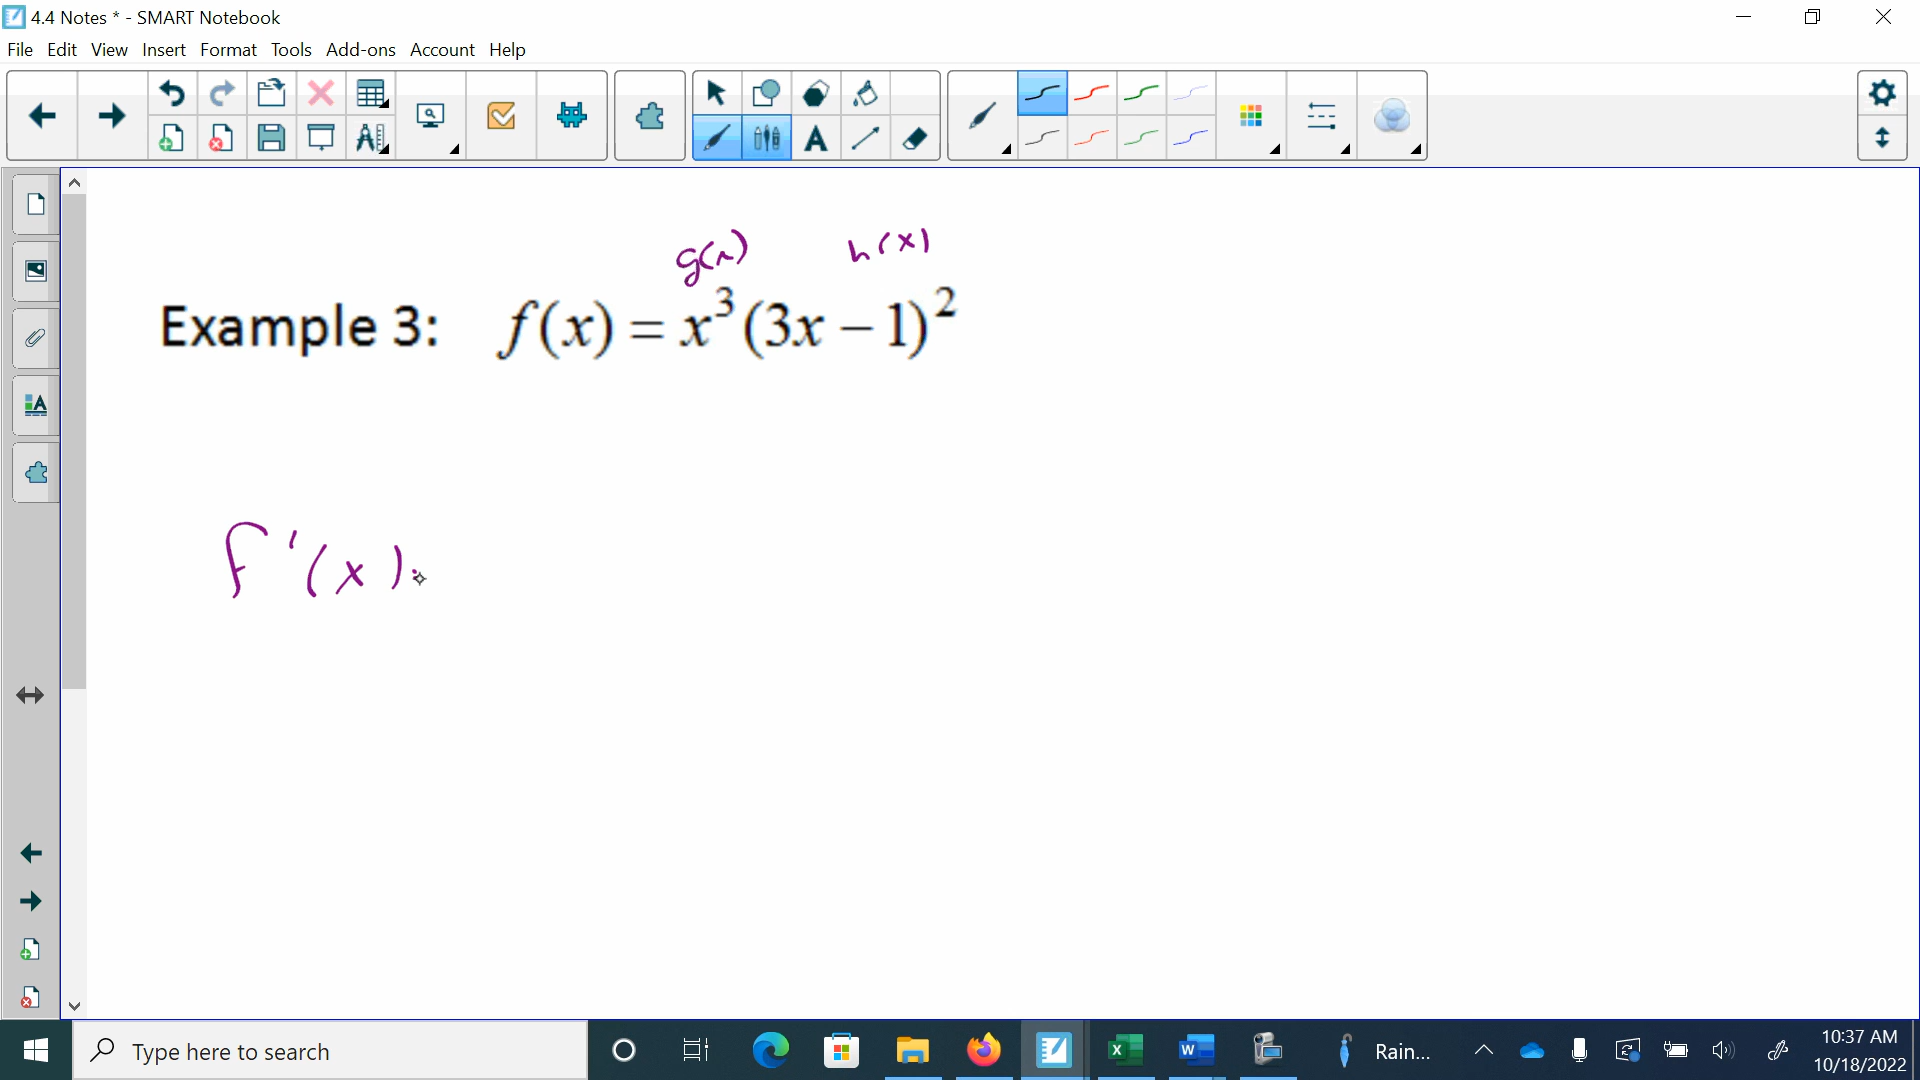 4.4 Notes * - SMART Notebook
File Edit View Insert Format Tools Add-ons Account Help
g(x) h(x)
Example 3: f(x) = x³(3x − 1)²
f'(x)
Type here to search
Rain...
10:37 AM
10/18/2022